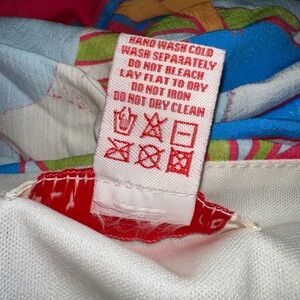 HAND WASH COLD
WASH SEPARATELY
DO NOT BLEACH
LAY FLAT TO DRY
DO NOT IRON
DO NOT DRY CLEAN